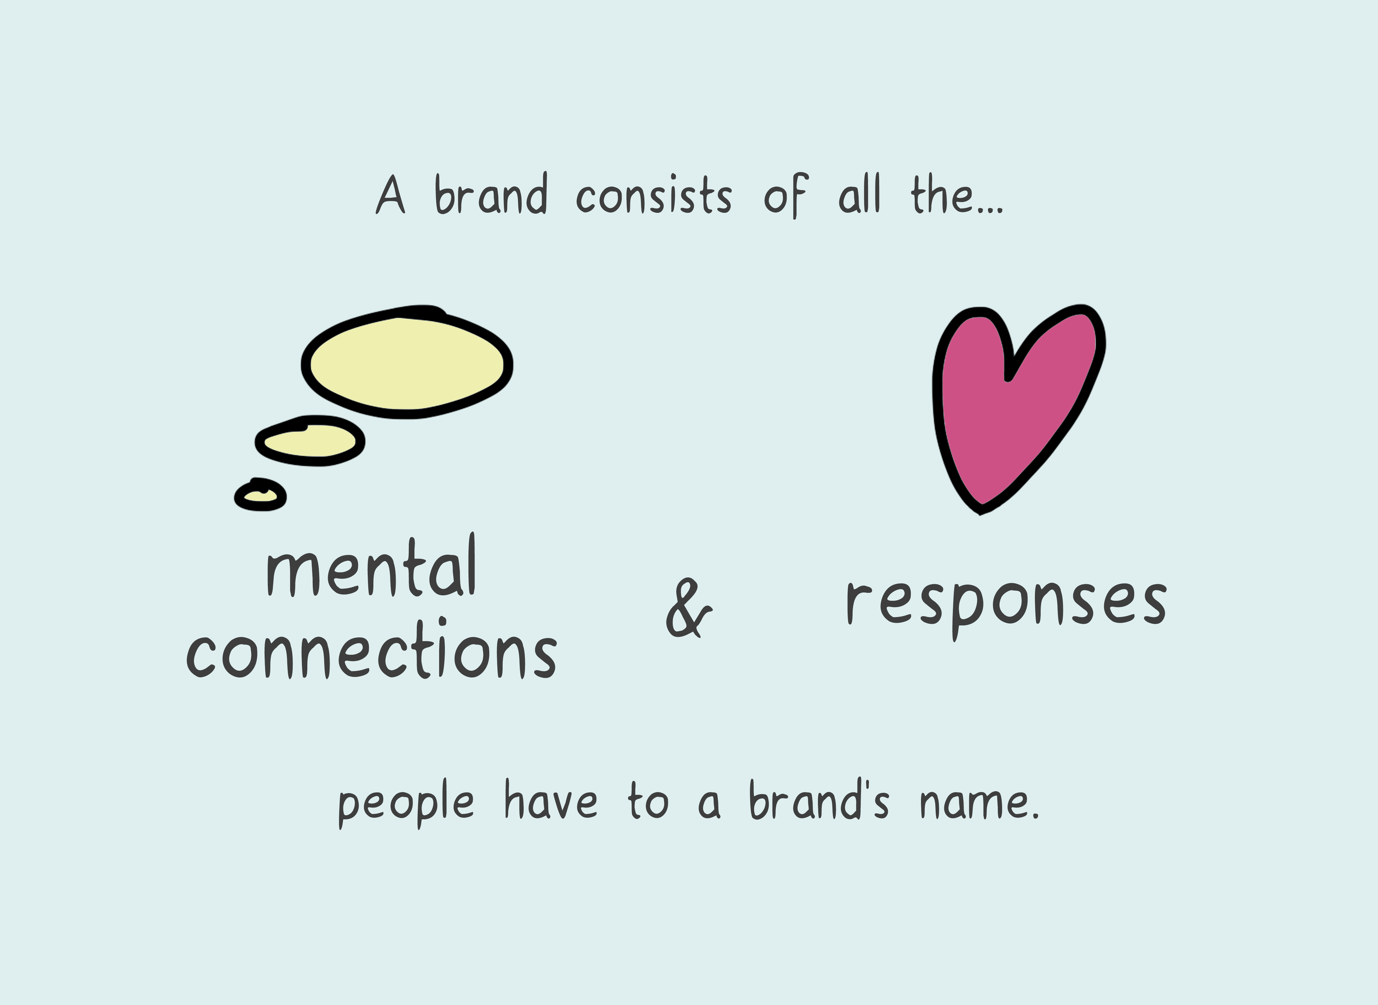 A brand consists of all the...
mental
connections
&
responses
people have to a brand's name.